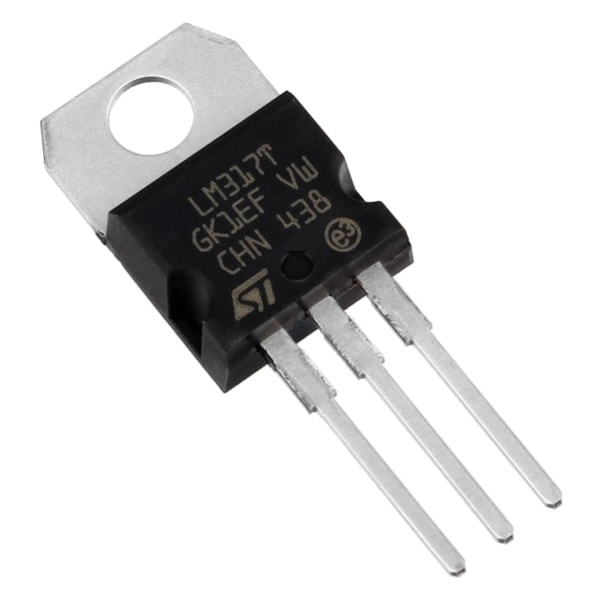 LM317T
GK1EF VW
CHN 438
ST e3